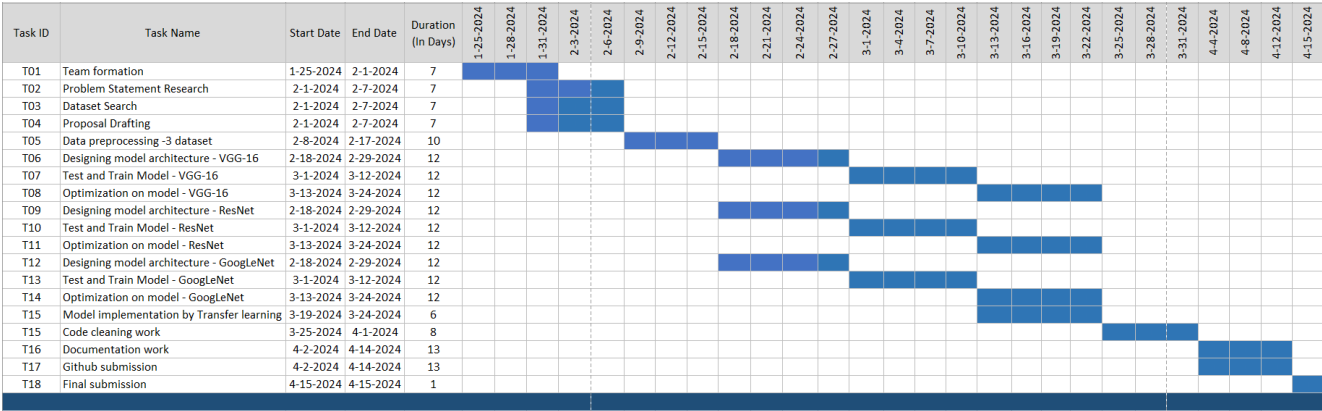 Task ID Task Name Start Date End Date Duration (In Days) 1-25-2024 1-28-2024 1-31-2024 2-3-2024 2-6-2024 2-9-2024 2-12-2024 2-15-2024 2-18-2024 2-21-2024 2-24-2024 2-27-2024 3-1-2024 3-4-2024 3-7-2024 3-10-2024 3-13-2024 3-16-2024 3-19-2024 3-22-2024 3-25-2024 3-28-2024 3-31-2024 4-4-2024 4-8-2024 4-12-2024 4-15-2024
T01 Team formation 1-25-2024 2-1-2024 7
T02 Problem Statement Research 2-1-2024 2-7-2024 7
T03 Dataset Search 2-1-2024 2-7-2024 7
T04 Proposal Drafting 2-1-2024 2-7-2024 7
T05 Data preprocessing -3 dataset 2-8-2024 2-17-2024 10
T06 Designing model architecture - VGG-16 2-18-2024 2-29-2024 12
T07 Test and Train Model - VGG-16 3-1-2024 3-12-2024 12
T08 Optimization on model - VGG-16 3-13-2024 3-24-2024 12
T09 Designing model architecture - ResNet 2-18-2024 2-29-2024 12
T10 Test and Train Model - ResNet 3-1-2024 3-12-2024 12
T11 Optimization on model - ResNet 3-13-2024 3-24-2024 12
T12 Designing model architecture - GoogLeNet 2-18-2024 2-29-2024 12
T13 Test and Train Model - GoogLeNet 3-1-2024 3-12-2024 12
T14 Optimization on model - GoogLeNet 3-13-2024 3-24-2024 12
T15 Model implementation by Transfer learning 3-19-2024 3-24-2024 6
T15 Code cleaning work 3-25-2024 4-1-2024 8
T16 Documentation work 4-2-2024 4-14-2024 13
T17 Github submission 4-2-2024 4-14-2024 13
T18 Final submission 4-15-2024 4-15-2024 1